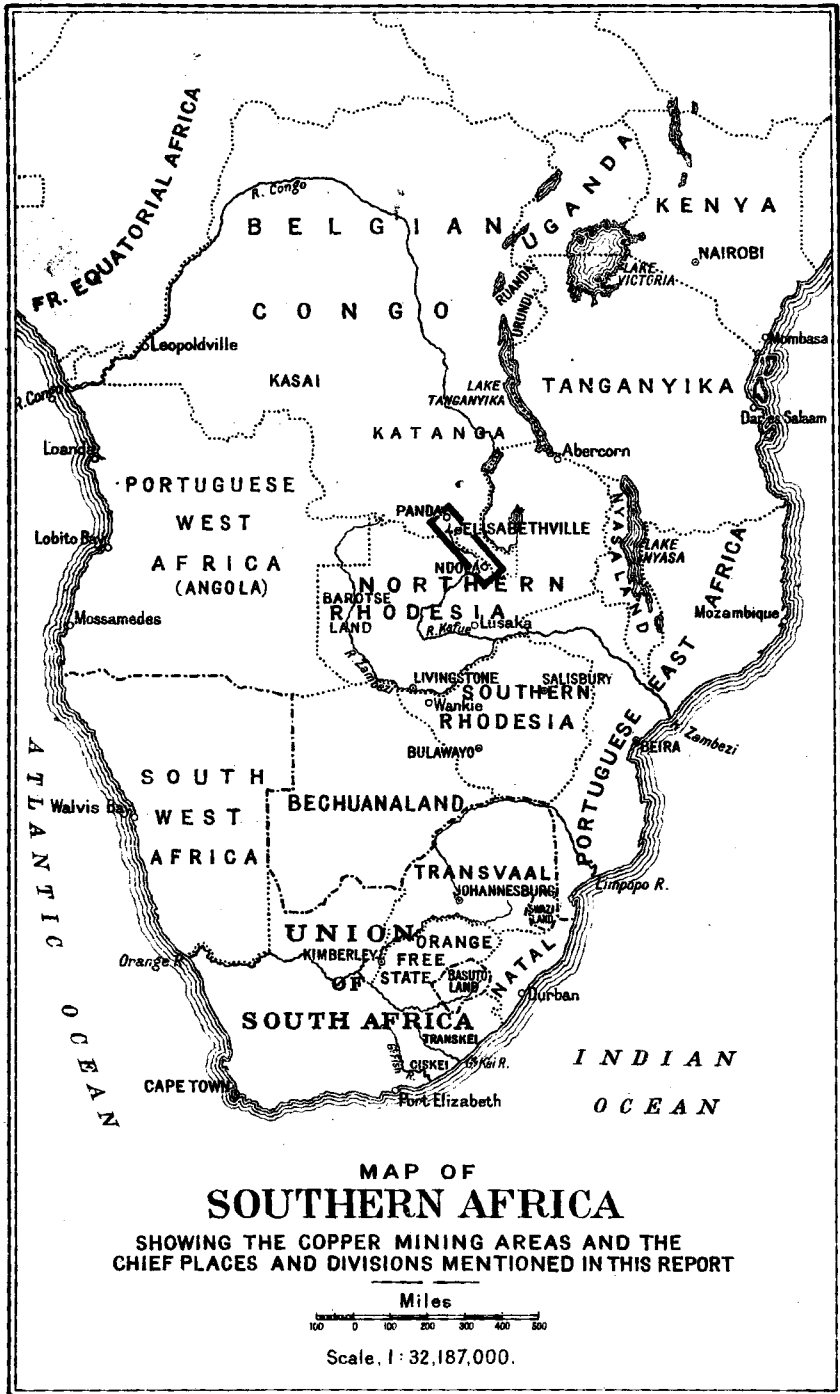 FR. EQUATORIAL AFRICA
R. Congo
BELGIAN
CONGO
UGANDA
KENYA
NAIROBI
LAKE
VICTORIA
RUANDA
URUNDI
Leopoldville
KASAI
R. Congo
LAKE
TANGANYIKA
TANGANYIKA
Mombasa
Dar es Salaam
KATANGA
Abercorn
Loanda
PORTUGUESE
WEST
AFRICA
(ANGOLA)
Lobito Bay
Mossamedes
PANDA
ELISABETHVILLE
NDOLA
NORTHERN
RHODESIA
BAROTSE
LAND
R. Kafue
Lusaka
NYASALAND
LAKE
NYASA
Mozambique
PORTUGUESE EAST AFRICA
R. Zambezi
LIVINGSTONE
Wankie
SALISBURY
SOUTHERN
RHODESIA
BULAWAYO
BEIRA
R. Zambezi
ATLANTIC OCEAN
SOUTH
WEST
AFRICA
Walvis Bay
BECHUANALAND
TRANSVAAL
JOHANNESBURG
SWAZI
LAND
Limpopo R.
UNION
OF
SOUTH AFRICA
KIMBERLEY
ORANGE
FREE
STATE
BASUTO
LAND
NATAL
Durban
Orange R.
TRANSKEI
CISKEI
G. Kei R.
CAPE TOWN
Port Elizabeth
INDIAN
OCEAN
MAP OF
SOUTHERN AFRICA
SHOWING THE COPPER MINING AREAS AND THE
CHIEF PLACES AND DIVISIONS MENTIONED IN THIS REPORT
Miles
100 0 100 200 300 400 500
Scale, 1:32,187,000.